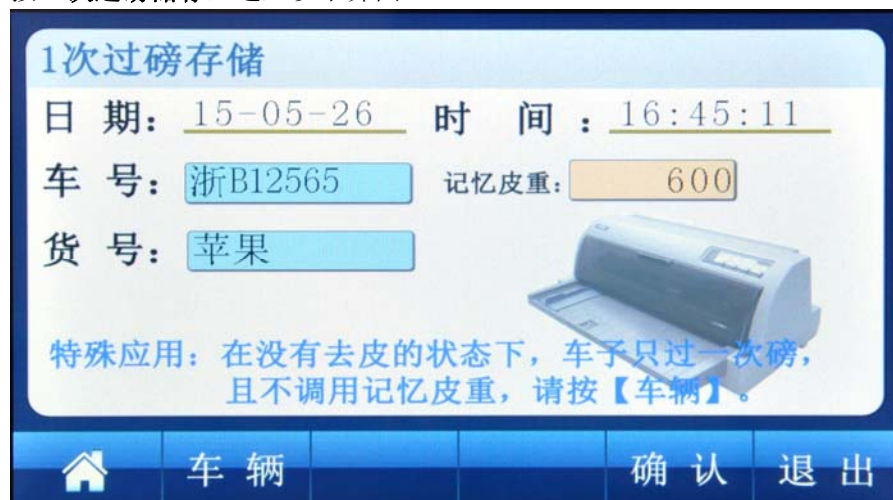 1次过磅存储
日 期： 15-05-26 时 间 ：16:45:11
车 号：浙B12565 记忆皮重： 600
货 号：苹果
特殊应用：在没有去皮的状态下，车子只过一次磅，
且不调用记忆皮重，请按【车辆】。
车 辆 确 认 退 出